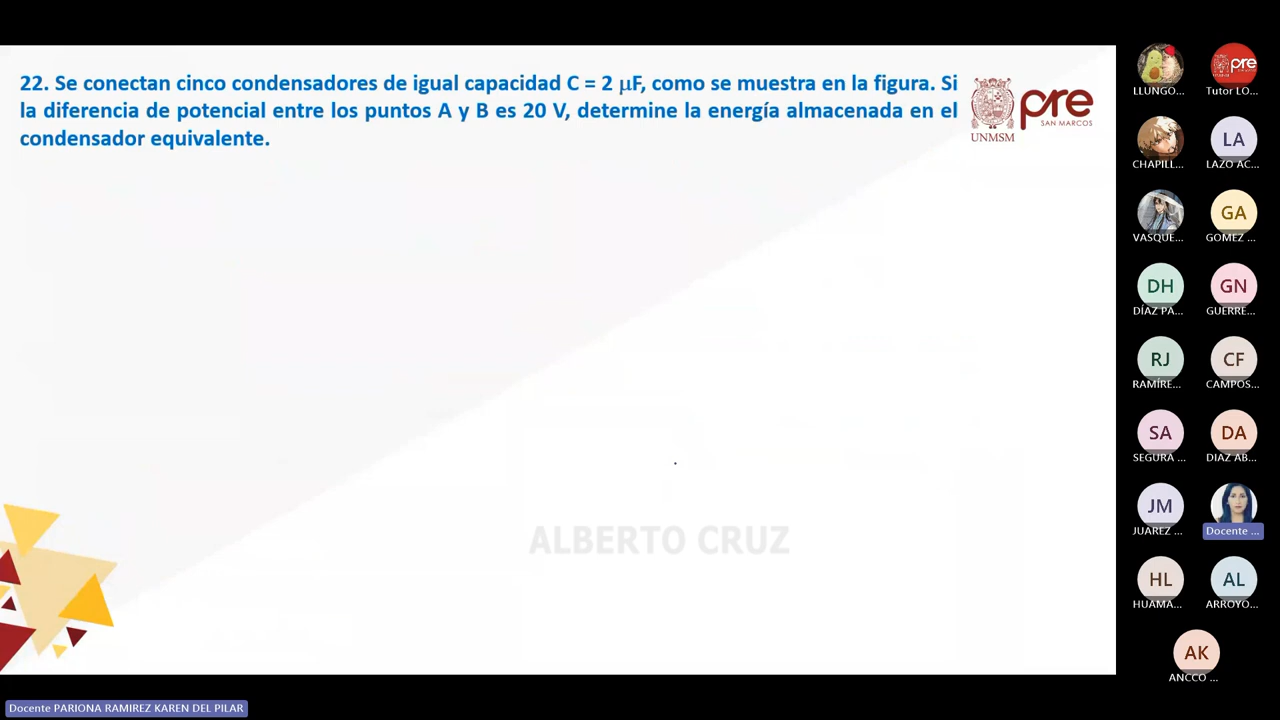 22. Se conectan cinco condensadores de igual capacidad C = 2 μF, como se muestra en la figura. Si
la diferencia de potencial entre los puntos A y B es 20 V, determine la energía almacenada en el
condensador equivalente.
UNMSM
pre
SAN MARCOS
ALBERTO CRUZ
LLUNGO...
pre
Tutor LO...
CHAPILL...
LA
LAZO AC...
VASQUE...
GA
GOMEZ ...
DH
DÍAZ PA...
GN
GUERRE...
RJ
RAMÍRE...
CF
CAMPOS...
SA
SEGURA ...
DA
DIAZ AB...
JM
JUAREZ ...
Docente ...
HL
HUAMA...
AL
ARROYO...
AK
ANCCO ...
Docente PARIONA RAMIREZ KAREN DEL PILAR